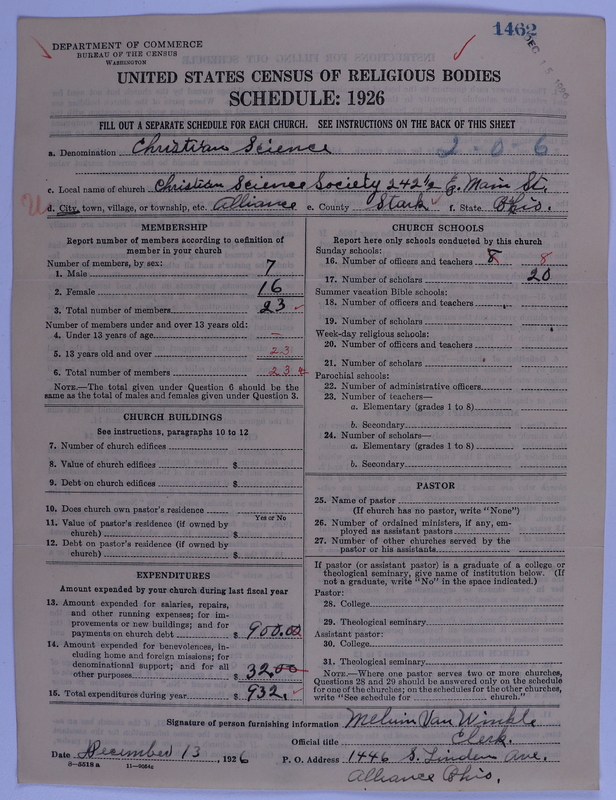 1462
DEPARTMENT OF COMMERCE
BUREAU OF THE CENSUS
WASHINGTON
UNITED STATES CENSUS OF RELIGIOUS BODIES
SCHEDULE: 1926
FILL OUT A SEPARATE SCHEDULE FOR EACH CHURCH. SEE INSTRUCTIONS ON THE BACK OF THIS SHEET
a. Denomination Christian Science 2-0-6
c. Local name of church Christian Science Society 242½ E. Main St.
d. City, town, village, or township, etc. Alliance e. County Stark f. State Ohio.
MEMBERSHIP
Report number of members according to definition of
member in your church
Number of members, by sex:
1. Male 7
2. Female 16
3. Total number of members 23
Number of members under and over 13 years old:
4. Under 13 years of age –
5. 13 years old and over 23
6. Total number of members 23
NOTE.—The total given under Question 6 should be the
same as the total of males and females given under Question 3.
CHURCH BUILDINGS
See instructions, paragraphs 10 to 12
7. Number of church edifices
8. Value of church edifices $
9. Debt on church edifices $
10. Does church own pastor's residence
Yes or No
11. Value of pastor's residence (if owned by
church) $
12. Debt on pastor's residence (if owned by
church) $
EXPENDITURES
Amount expended by your church during last fiscal year
13. Amount expended for salaries, repairs,
and other running expenses; for im-
provements or new buildings; and for
payments on church debt $ 900.00
14. Amount expended for benevolences, in-
cluding home and foreign missions; for
denominational support; and for all
other purposes $ 32.00
15. Total expenditures during year $ 932.
CHURCH SCHOOLS
Report here only schools conducted by this church
Sunday schools:
16. Number of officers and teachers 8 8
17. Number of scholars 20
Summer vacation Bible schools:
18. Number of officers and teachers
19. Number of scholars
Week-day religious schools:
20. Number of officers and teachers
21. Number of scholars
Parochial schools:
22. Number of administrative officers
23. Number of teachers—
a. Elementary (grades 1 to 8)
b. Secondary
24. Number of scholars—
a. Elementary (grades 1 to 8)
b. Secondary
PASTOR
25. Name of pastor
(If church has no pastor, write "None")
26. Number of ordained ministers, if any, em-
ployed as assistant pastors
27. Number of other churches served by the
pastor or his assistants
If pastor (or assistant pastor) is a graduate of a college or
theological seminary, give name of institution below. (If
not a graduate, write "No" in the space indicated.)
Pastor:
28. College
29. Theological seminary
Assistant pastor:
30. College
31. Theological seminary
NOTE.—Where one pastor serves two or more churches,
Questions 28 and 29 should be answered only on the schedule
for one of the churches; on the schedules for the other churches,
write "See schedule for church."
Signature of person furnishing information Melvin Van Winkle
Official title Clerk.
Date December 13, 1926 P. O. Address 1446 S. Linden Ave.
8—5518 a
Alliance Ohio.